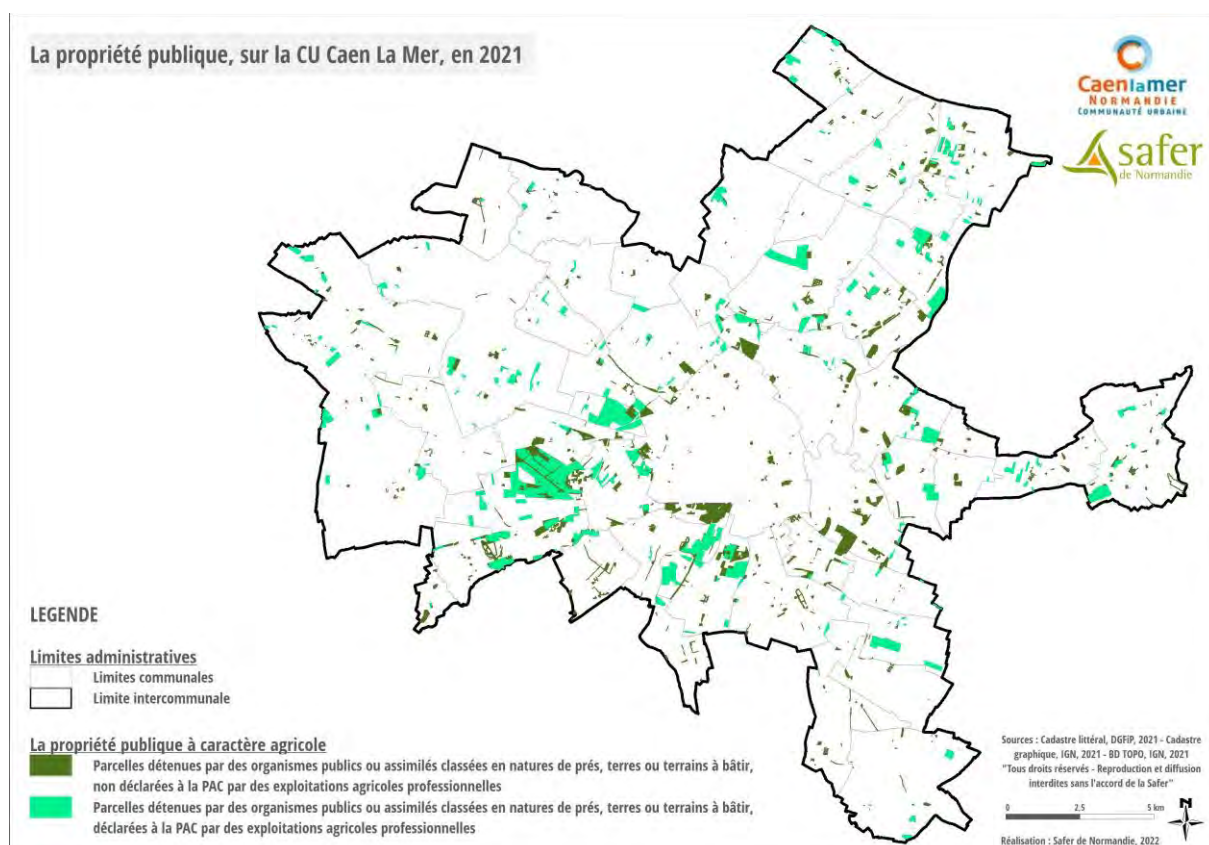 La propriété publique, sur la CU Caen La Mer, en 2021
Caenlamer
NORMANDIE
COMMUNAUTÉ URBAINE
safer
de Normandie
LEGENDE
Limites administratives
Limites communales
Limite intercommunale
La propriété publique à caractère agricole
Parcelles détenues par des organismes publics ou assimilés classées en natures de prés, terres ou terrains à bâtir,
non déclarées à la PAC par des exploitations agricoles professionnelles
Parcelles détenues par des organismes publics ou assimilés classées en natures de prés, terres ou terrains à bâtir,
déclarées à la PAC par des exploitations agricoles professionnelles
Sources : Cadastre littéral, DGFiP, 2021 - Cadastre
graphique, IGN, 2021 - BD TOPO, IGN, 2021
"Tous droits réservés - Reproduction et diffusion
interdites sans l'accord de la Safer"
0 2.5 5 km
N
Réalisation : Safer de Normandie, 2022